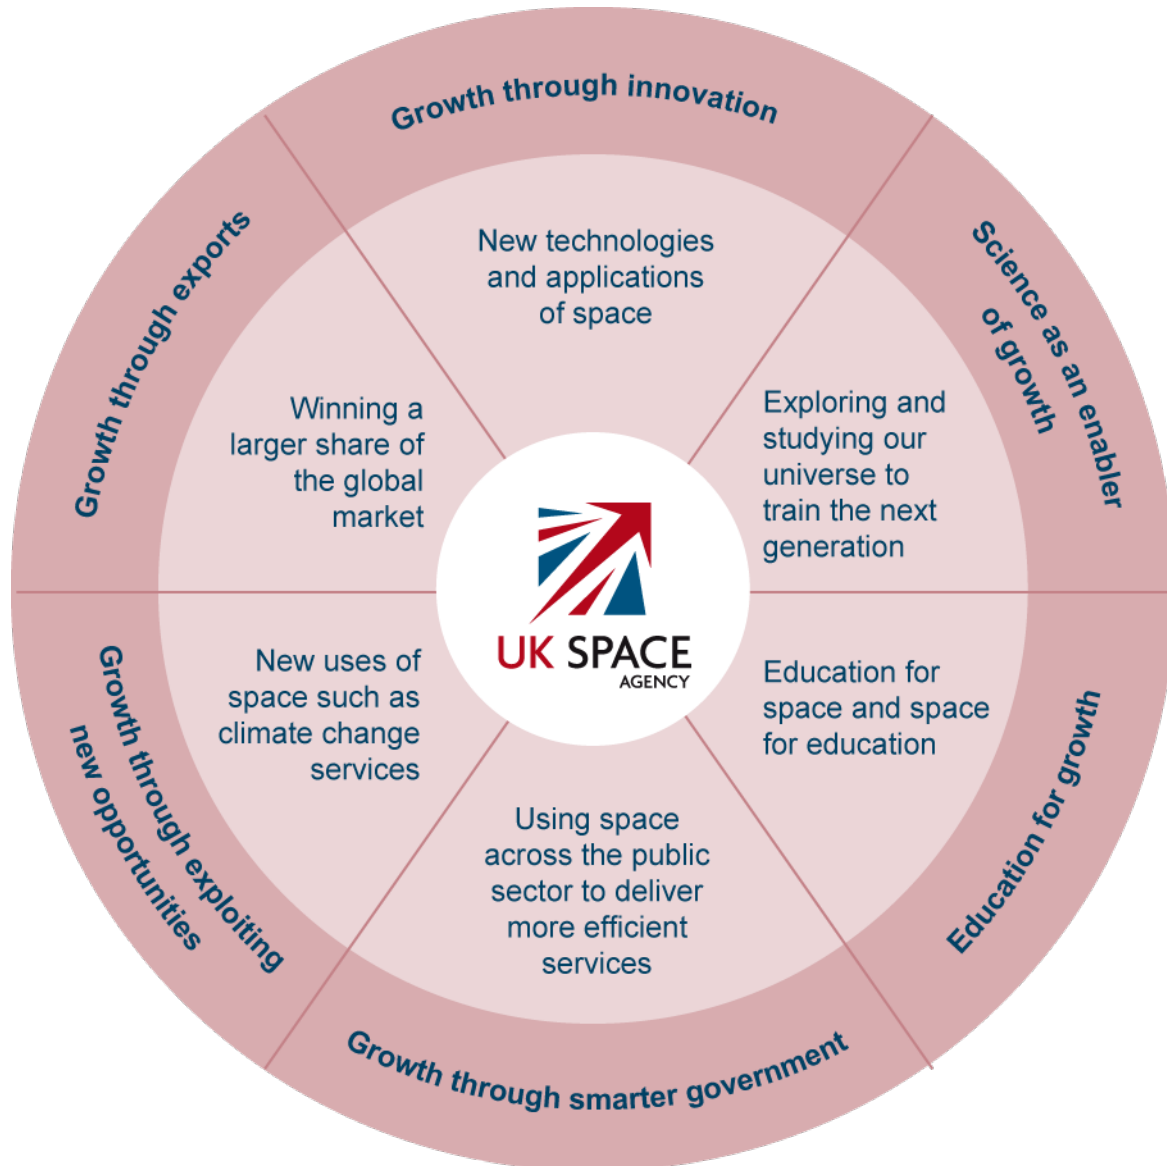 Growth through innovation
New technologies
and applications
of space
Science as an enabler
of growth
Exploring and
studying our
universe to
train the next
generation
Education for growth
Education for
space and space
for education
Growth through smarter government
Using space
across the public
sector to deliver
more efficient
services
Growth through exploiting
new opportunities
New uses of
space such as
climate change
services
Growth through exports
Winning a
larger share of
the global
market
UK SPACE
AGENCY